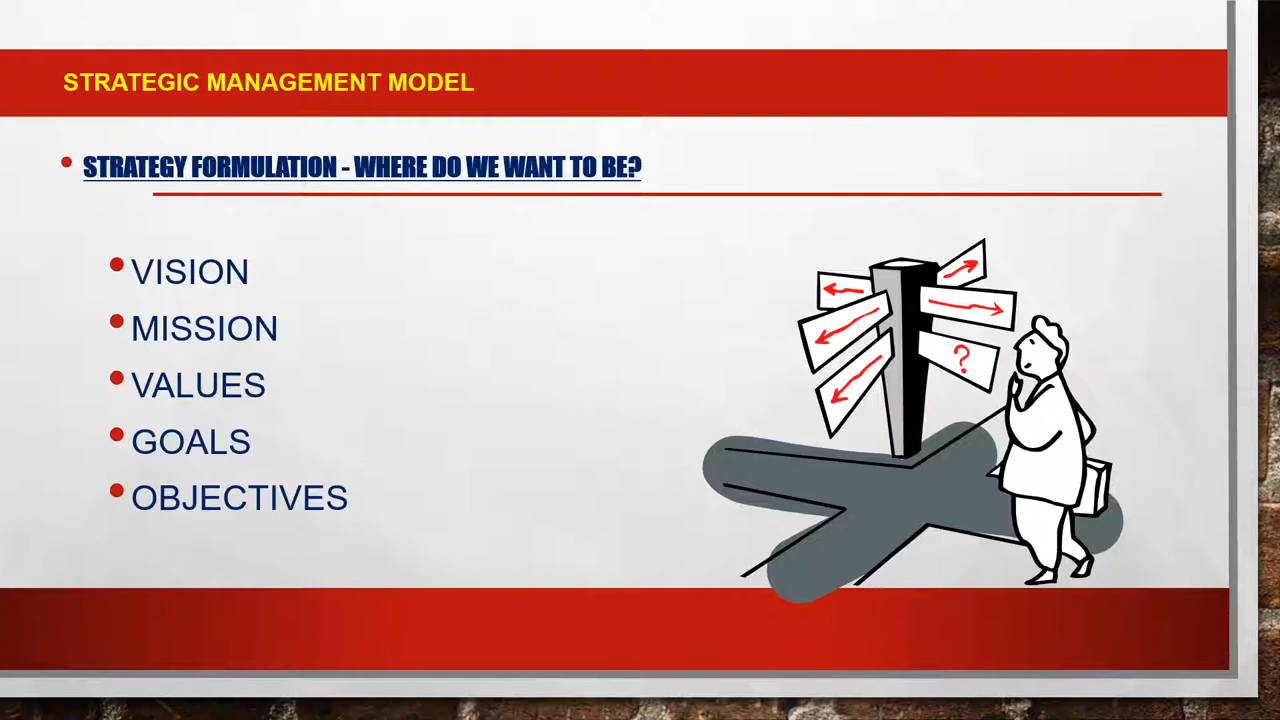 STRATEGIC MANAGEMENT MODEL
• STRATEGY FORMULATION - WHERE DO WE WANT TO BE?
• VISION
• MISSION
• VALUES
• GOALS
• OBJECTIVES
?